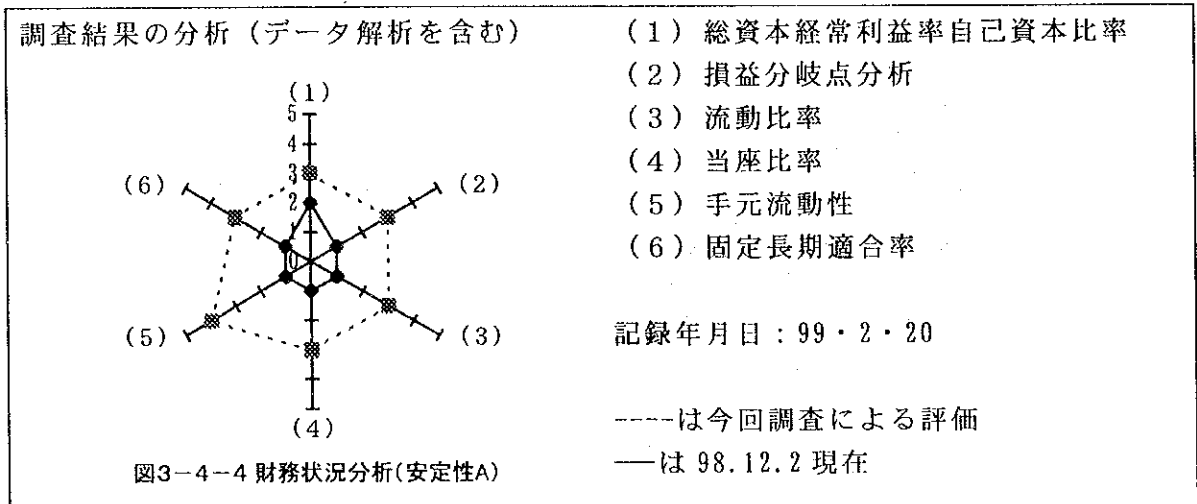 調査結果の分析（データ解析を含む）
(1)
5
4
3
2
1
0
(2)
(3)
(4)
(5)
(6)
図3−4−4 財務状況分析(安定性A)
（１）総資本経常利益率自己資本比率
（２）損益分岐点分析
（３）流動比率
（４）当座比率
（５）手元流動性
（６）固定長期適合率
記録年月日：99・2・20
----は今回調査による評価
──は 98.12.2 現在